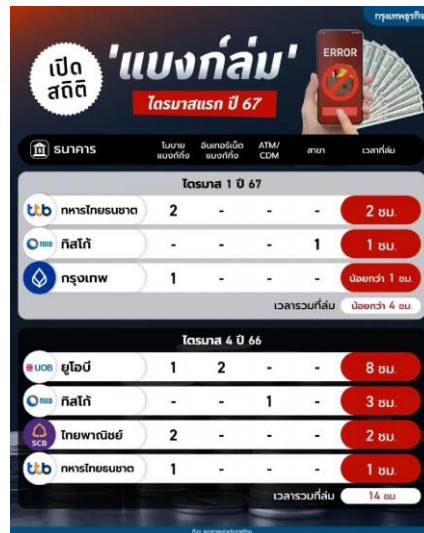 กรุงเทพธุรกิจ
เปิด
สถิติ
'แบงก์ล่ม'
ไตรมาสแรก ปี 67
ERROR
ธนาคาร
โมบาย
แบงก์กิ้ง
อินเทอร์เน็ต
แบงก์กิ้ง
ATM/
CDM
สาขา
เวลาที่ล่ม
ไตรมาส 1 ปี 67
ttb ทหารไทยธนชาต 2 - - - 2 ชม.
ทิสโก้ - - - 1 1 ชม.
กรุงเทพ 1 - - - น้อยกว่า 1 ชม.
เวลารวมที่ล่ม น้อยกว่า 4 ชม.
ไตรมาส 4 ปี 66
UOB ยูโอบี 1 2 - - 8 ชม.
ทิสโก้ - - 1 - 3 ชม.
SCB ไทยพาณิชย์ 2 - - - 2 ชม.
ttb ทหารไทยธนชาต 1 - - - 1 ชม.
เวลารวมที่ล่ม 14 ชม.